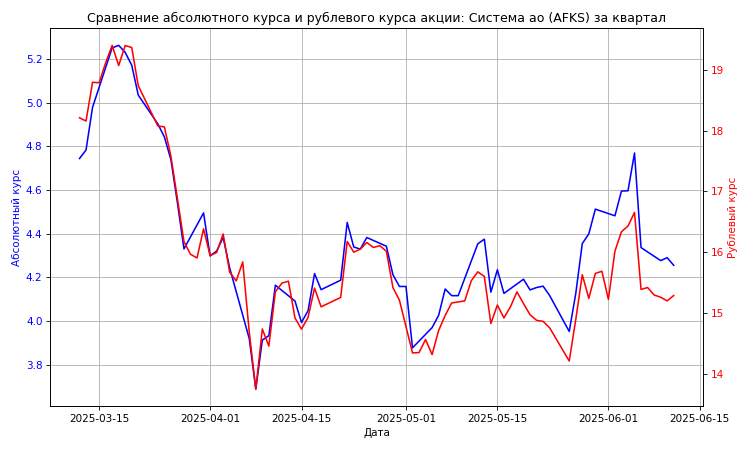 Сравнение абсолютного курса и рублевого курса акции: Система ао (AFKS) за квартал
Абсолютный курс
5.2
5.0
4.8
4.6
4.4
4.2
4.0
3.8
19
18
17
16
15
14
Рублевый курс
2025-03-15 2025-04-01 2025-04-15 2025-05-01 2025-05-15 2025-06-01 2025-06-15
Дата